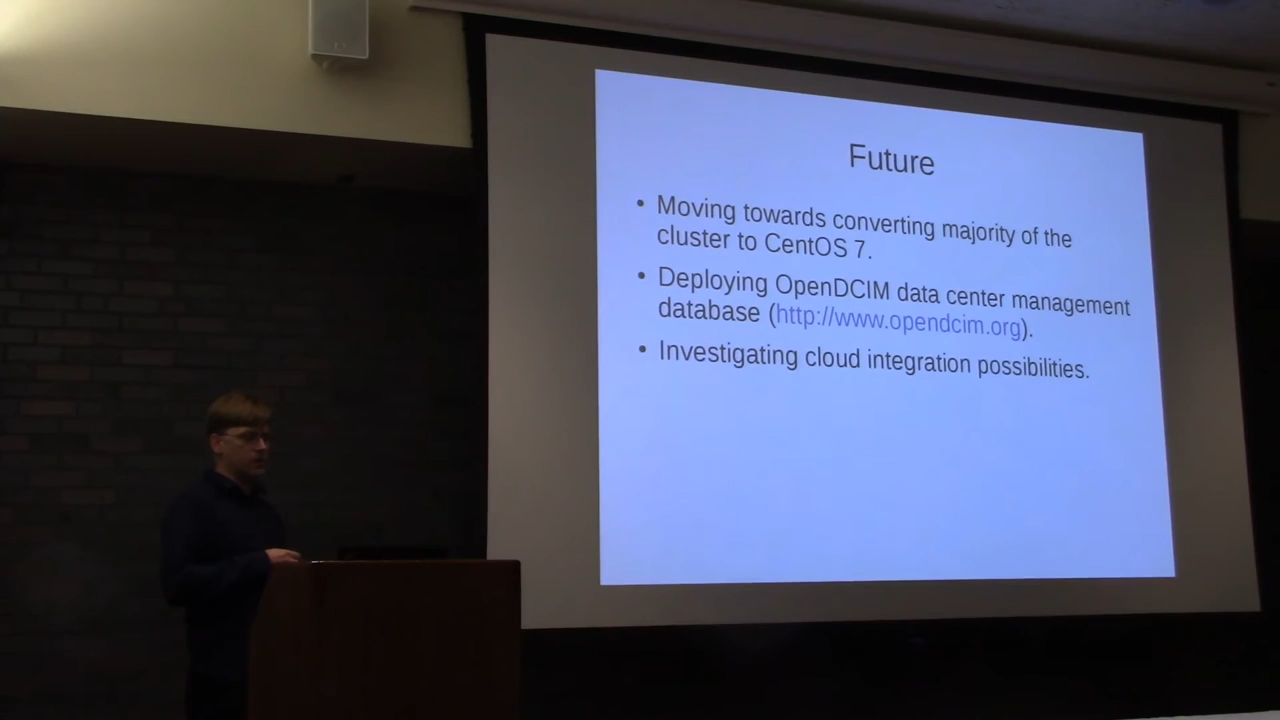 Future
• Moving towards converting majority of the
cluster to CentOS 7.
• Deploying OpenDCIM data center management
database (http://www.opendcim.org).
• Investigating cloud integration possibilities.